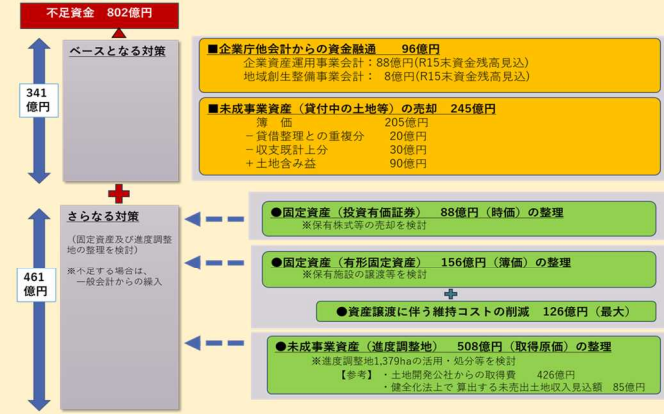 不足資金　802億円
ベースとなる対策
341
億円
■企業庁他会計からの資金融通　　96億円
企業資産運用事業会計：88億円(R15末資金残高見込)
地域創生整備事業会計：　8億円(R15末資金残高見込)
■未成事業資産（貸付中の土地等）の売却　245億円
簿　価　　　　　　205億円
－貸借整理との重複分　　20億円
－収支既計上分　　　　　30億円
＋土地含み益　　　　　　90億円
さらなる対策
（固定資産及び進度調整
地の整理を検討）
※不足する場合は、
一般会計からの繰入
461
億円
●固定資産（投資有価証券）　88億円（時価）の整理
※保有株式等の売却を検討
●固定資産（有形固定資産）　156億円（簿価）の整理
※保有施設の譲渡等を検討
●資産譲渡に伴う維持コストの削減　126億円（最大）
●未成事業資産（進度調整地）　508億円（取得原価）の整理
※進度調整地1,379haの活用・処分等を検討
【参考】・土地開発公社からの取得費　　426億円
・健全化法上で 算出する未売出土地収入見込額　85億円